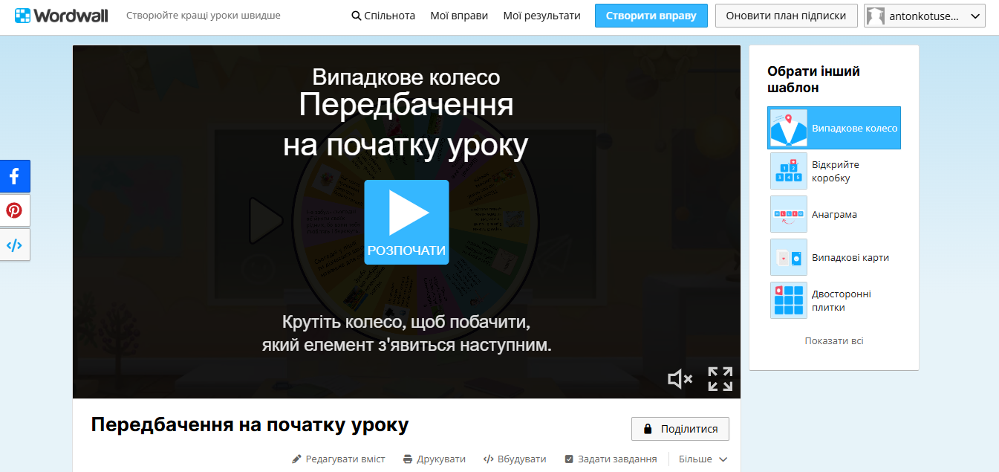 Wordwall
Створюйте кращі уроки швидше
Спільнота
Мої вправи
Мої результати
Створити вправу
Оновити план підписки
antonkotuse...
Випадкове колесо
Передбачення
на початку уроку
РОЗПОЧАТИ
Крутіть колесо, щоб побачити,
який елемент з'явиться наступним.
Обрати інший
шаблон
Випадкове колесо
Відкрийте
коробку
Анаграма
Випадкові карти
Двосторонні
плитки
Показати всі
Передбачення на початку уроку
Поділитися
Редагувати вміст
Друкувати
Вбудувати
Задати завдання
Більше